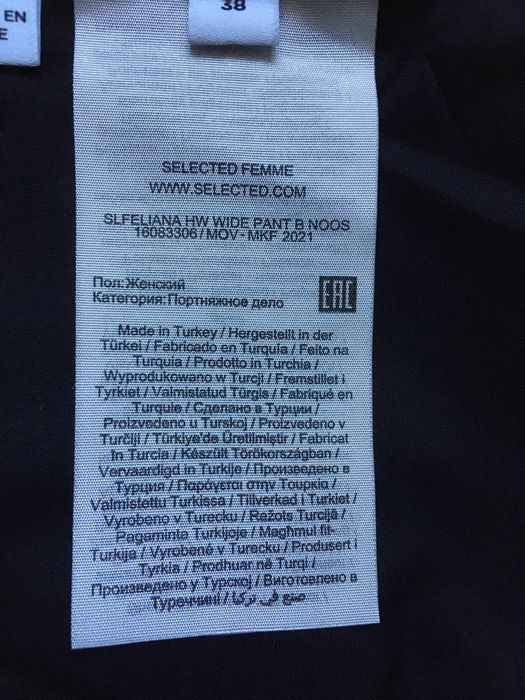 EN
E
38
SELECTED FEMME
WWW.SELECTED.COM
SLFELIANA HW WIDE PANT B NOOS
16083306/MOV- MKF 2021
Пол:Женский
Категория:Портняжное дело
EAC
Made in Turkey / Hergestellt in der
Türkei / Fabricado en Turquía / Feito na
Turquia / Prodotto in Turchia /
Wyprodukowano w Turcji / Fremstillet i
Tyrkiet / Valmistatud Türgis / Fabriqué en
Turquie / Сделано в Турции /
Proizvedeno u Turskoj / Proizvedeno v
Turčiji / Türkiye'de Üretilmiştir / Fabricat
în Turcia / Készült Törökországban /
Vervaardigd in Turkije / Произведено в
Турция / Παράγεται στην Τουρκία /
Valmistettu Turkissa / Tillverkad i Turkiet /
Vyrobeno v Turecku / Ražots Turcijā /
Pagaminta Turkijoje / Magħmul fit-
Turkija / Vyrobené v Turecku / Produsert i
Tyrkia / Prodhuar në Turqi /
Произведено у Турској / Виготовлено в
Туреччині / صنع في تركيا /